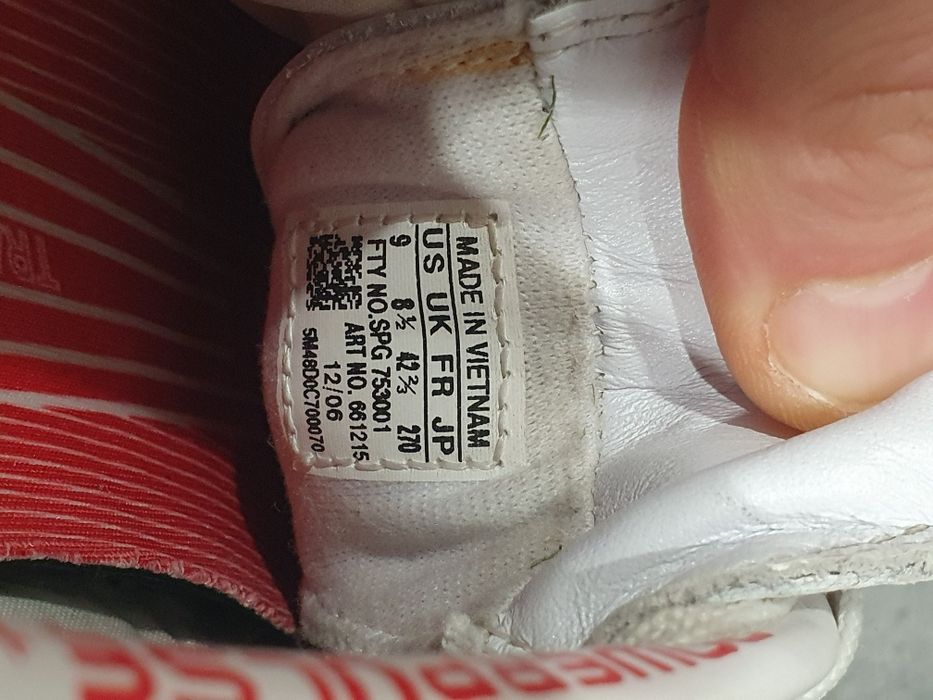 MADE IN VIETNAM
US UK FR JP
9 8½ 42⅔ 270
FTY NO.SPG 753001
ART NO. 661215
12/06
5M48D0C700070